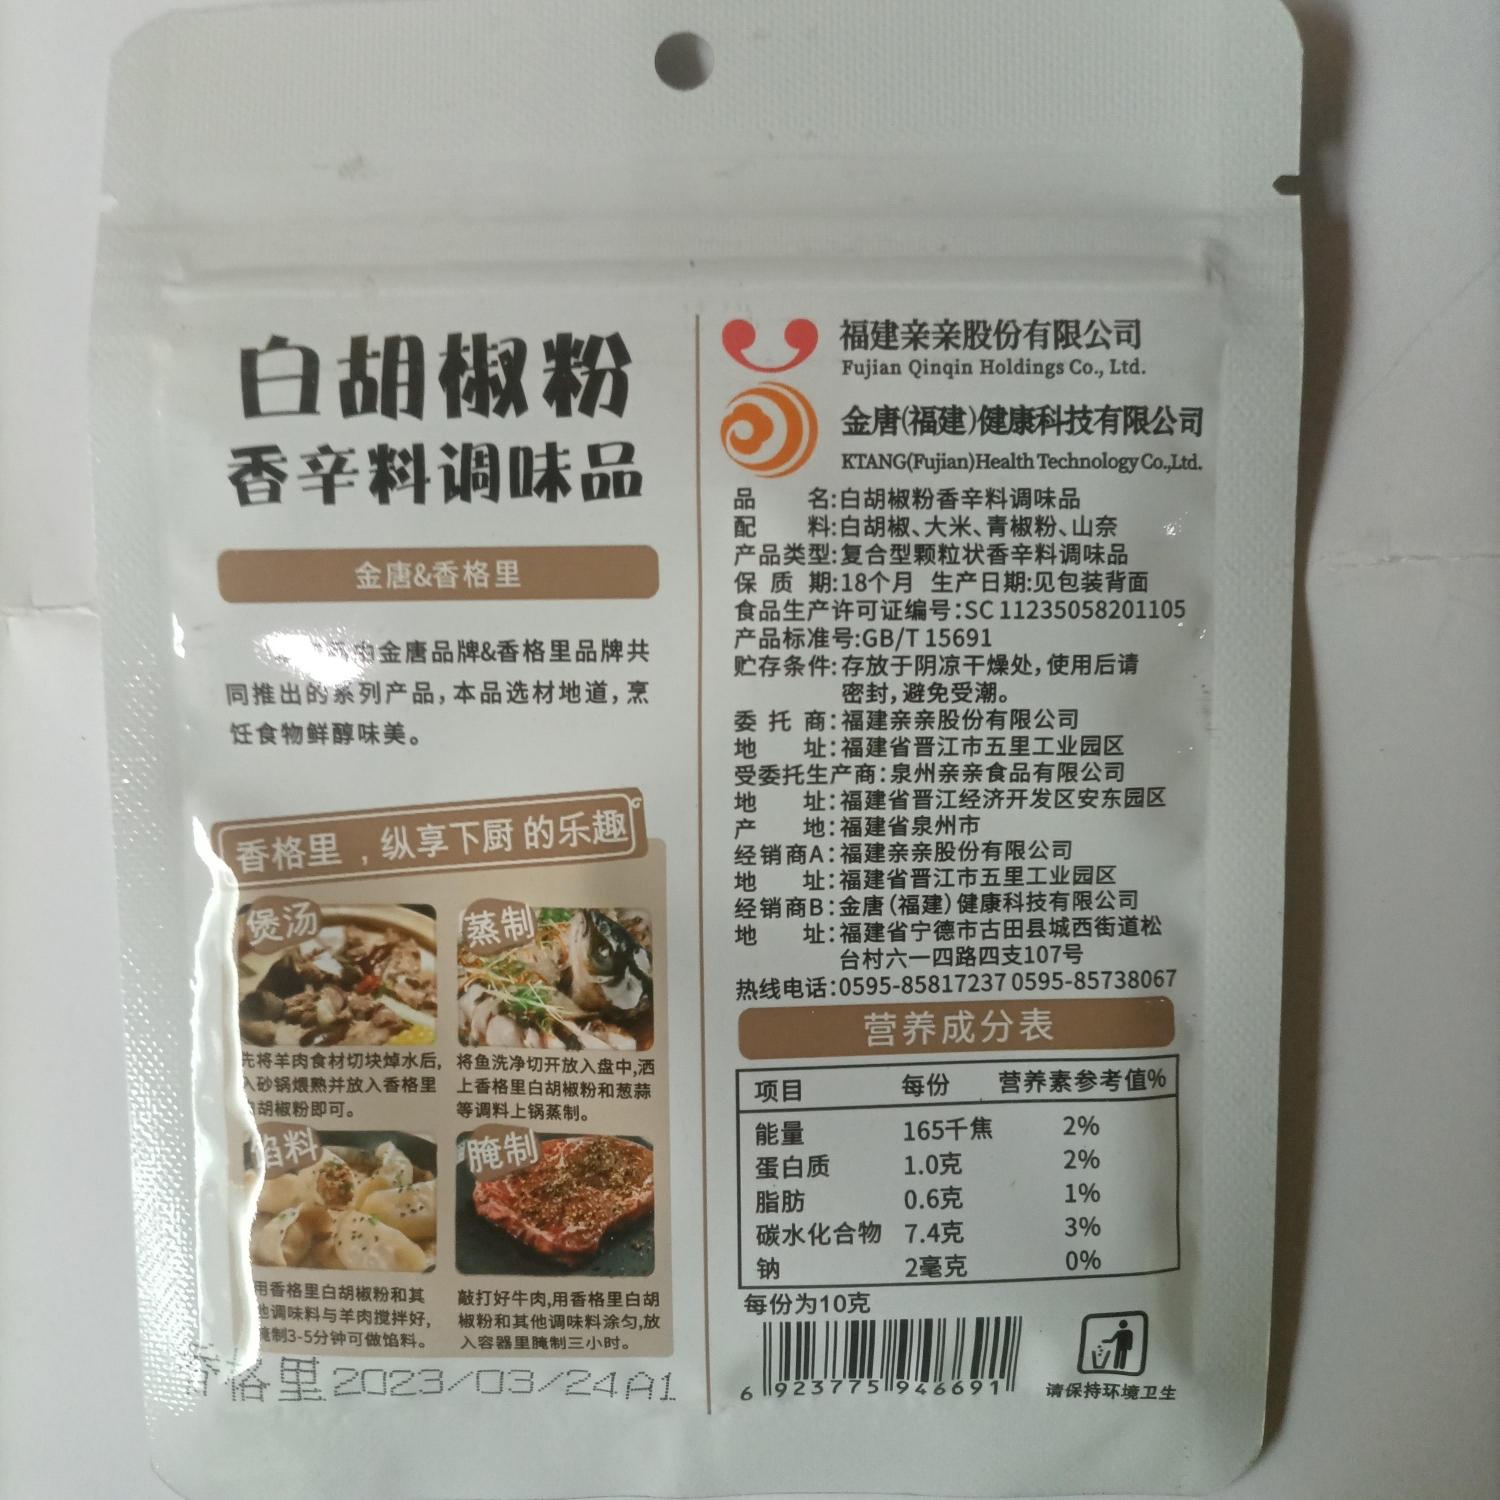 白胡椒粉
香辛料调味品
金唐&香格里
由金唐品牌&香格里品牌共
同推出的系列产品,本品选材地道,烹
饪食物鲜醇味美。
香格里 ,纵享下厨 的乐趣
煲汤
先将羊肉食材切块焯水后,
入砂锅煨熟并放入香格里
白胡椒粉即可。
蒸制
将鱼洗净切开放入盘中,洒
上香格里白胡椒粉和葱蒜
等调料上锅蒸制。
馅料
用香格里白胡椒粉和其
他调味料与羊肉搅拌好,
腌制3-5分钟可做馅料。
腌制
敲打好牛肉,用香格里白胡
椒粉和其他调味料涂匀,放
入容器里腌制三小时。
香格里 2023/03/24A1
福建亲亲股份有限公司
Fujian Qinqin Holdings Co., Ltd.
金唐(福建)健康科技有限公司
KTANG(Fujian)Health Technology Co.,Ltd.
品 名:白胡椒粉香辛料调味品
配 料:白胡椒、大米、青椒粉、山奈
产品类型:复合型颗粒状香辛料调味品
保 质 期:18个月 生产日期:见包装背面
食品生产许可证编号:SC 11235058201105
产品标准号:GB/T 15691
贮存条件:存放于阴凉干燥处,使用后请
密封,避免受潮。
委 托 商:福建亲亲股份有限公司
地 址:福建省晋江市五里工业园区
受委托生产商:泉州亲亲食品有限公司
地 址:福建省晋江经济开发区安东园区
产 地:福建省泉州市
经销商A:福建亲亲股份有限公司
地 址:福建省晋江市五里工业园区
经销商B:金唐(福建)健康科技有限公司
地 址:福建省宁德市古田县城西街道松
台村六一四路四支107号
热线电话:0595-85817237 0595-85738067
营养成分表
项目 每份 营养素参考值%
能量 165千焦 2%
蛋白质 1.0克 2%
脂肪 0.6克 1%
碳水化合物 7.4克 3%
钠 2毫克 0%
每份为10克
6 923775 946691
请保持环境卫生